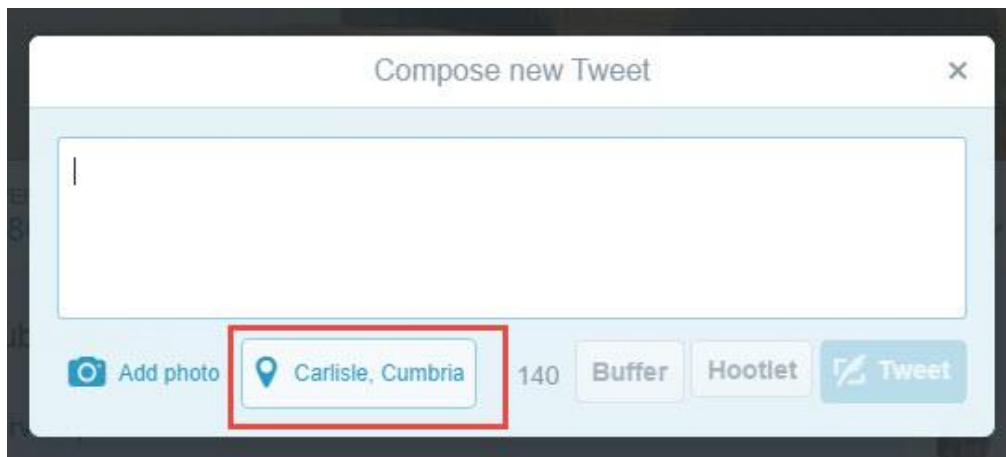 Compose new Tweet ×
Add photo Carlisle, Cumbria 140 Buffer Hootlet Tweet